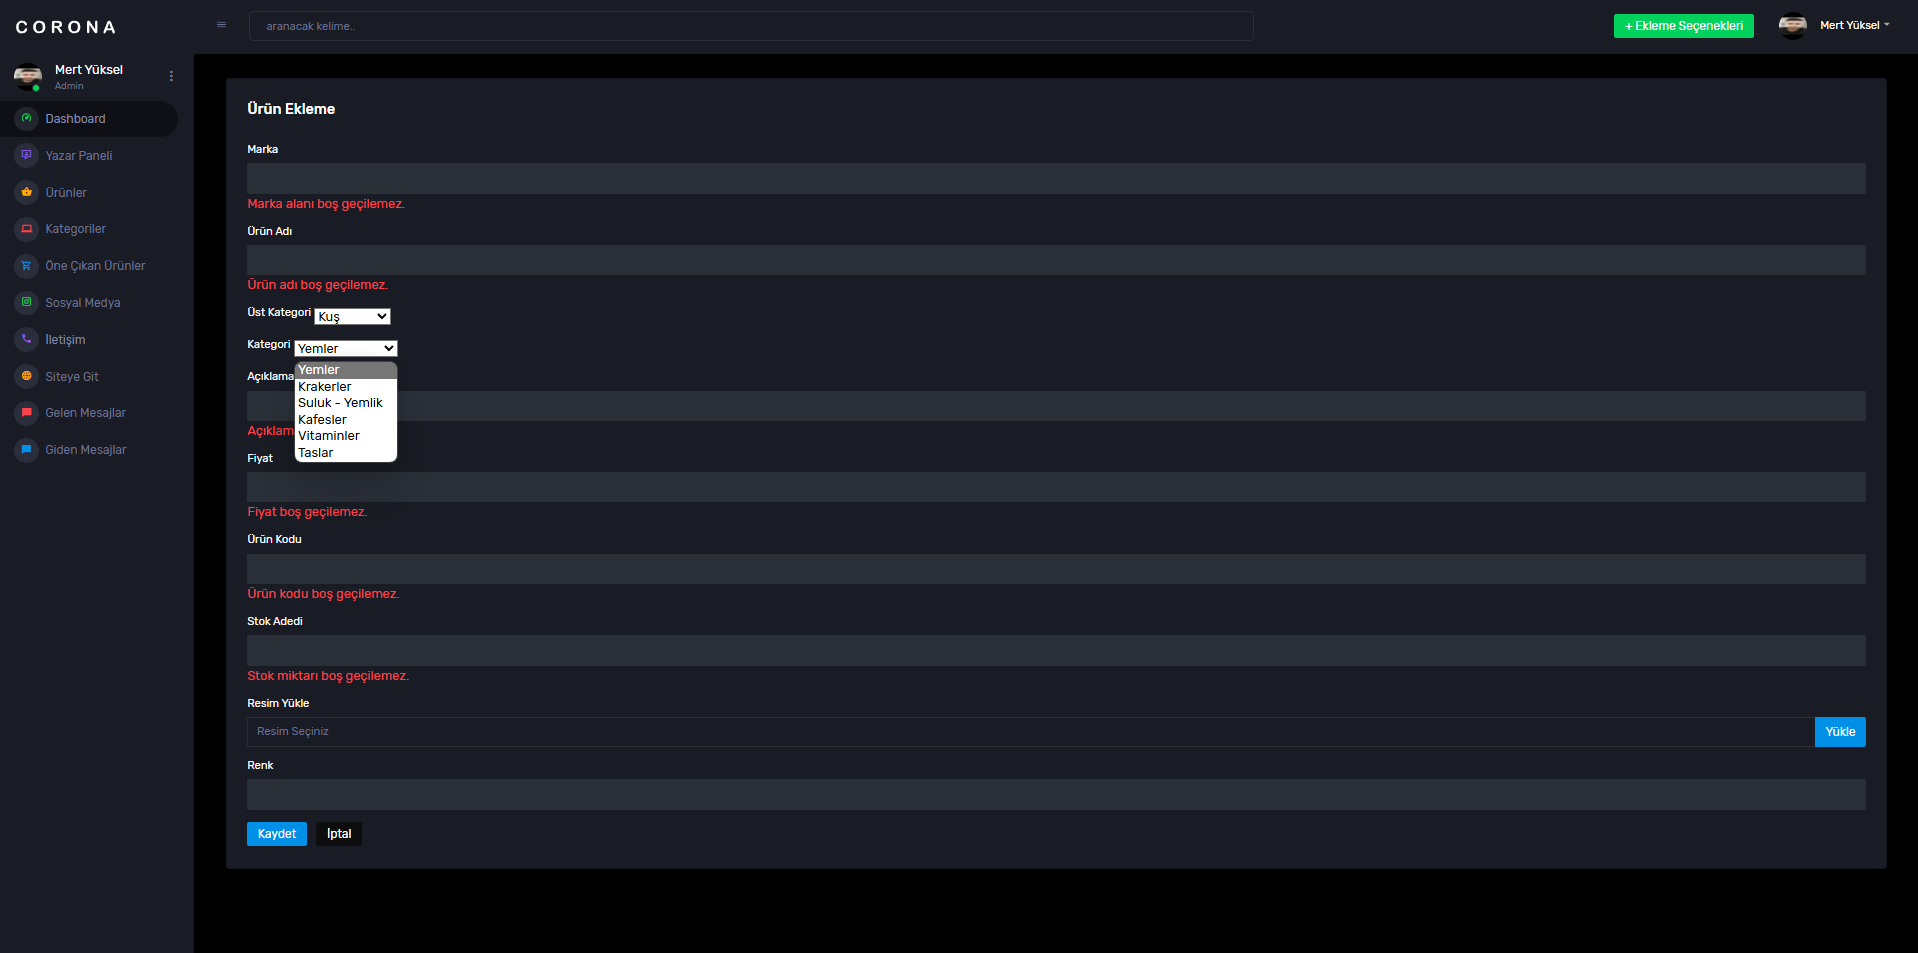 CORONA
aranacak kelime..
+ Ekleme Seçenekleri
Mert Yüksel
Mert Yüksel
Admin
Dashboard
Yazar Paneli
Ürünler
Kategoriler
Öne Çıkan Ürünler
Sosyal Medya
İletişim
Siteye Git
Gelen Mesajlar
Giden Mesajlar
Ürün Ekleme
Marka
Marka alanı boş geçilemez.
Ürün Adı
Ürün adı boş geçilemez.
Üst Kategori Kuş
Kategori Yemler
Yemler
Krakerler
Suluk - Yemlik
Kafesler
Vitaminler
Taslar
Açıklama
Açıklam
Fiyat
Fiyat boş geçilemez.
Ürün Kodu
Ürün kodu boş geçilemez.
Stok Adedi
Stok miktarı boş geçilemez.
Resim Yükle
Resim Seçiniz
Yükle
Renk
Kaydet
İptal